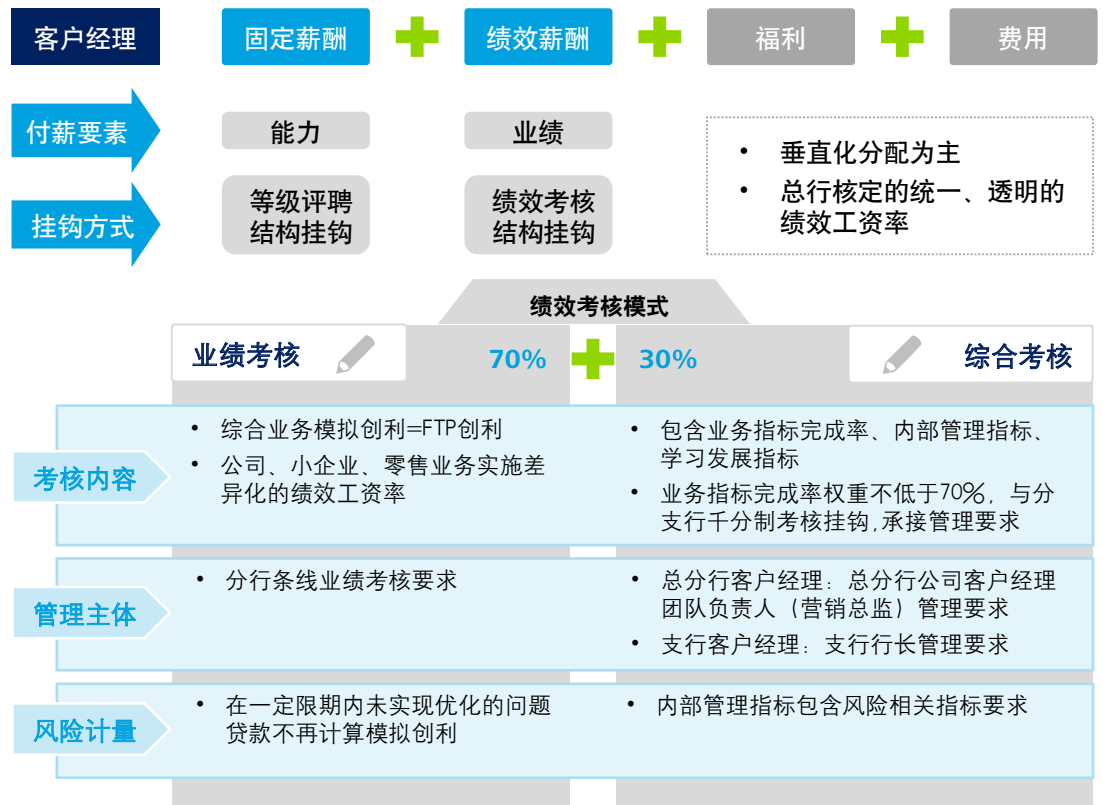 客户经理
固定薪酬
绩效薪酬
福利
费用
付薪要素
能力
业绩
挂钩方式
等级评聘
结构挂钩
绩效考核
结构挂钩
• 垂直化分配为主
• 总行核定的统一、透明的
绩效工资率
绩效考核模式
业绩考核
70%
30%
综合考核
考核内容
• 综合业务模拟创利=FTP创利
• 公司、小企业、零售业务实施差
异化的绩效工资率
• 包含业务指标完成率、内部管理指标、
学习发展指标
• 业务指标完成率权重不低于70%，与分
支行千分制考核挂钩,承接管理要求
管理主体
• 分行条线业绩考核要求
• 总分行客户经理：总分行公司客户经理
团队负责人（营销总监）管理要求
• 支行客户经理：支行行长管理要求
风险计量
• 在一定限期内未实现优化的问题
贷款不再计算模拟创利
• 内部管理指标包含风险相关指标要求